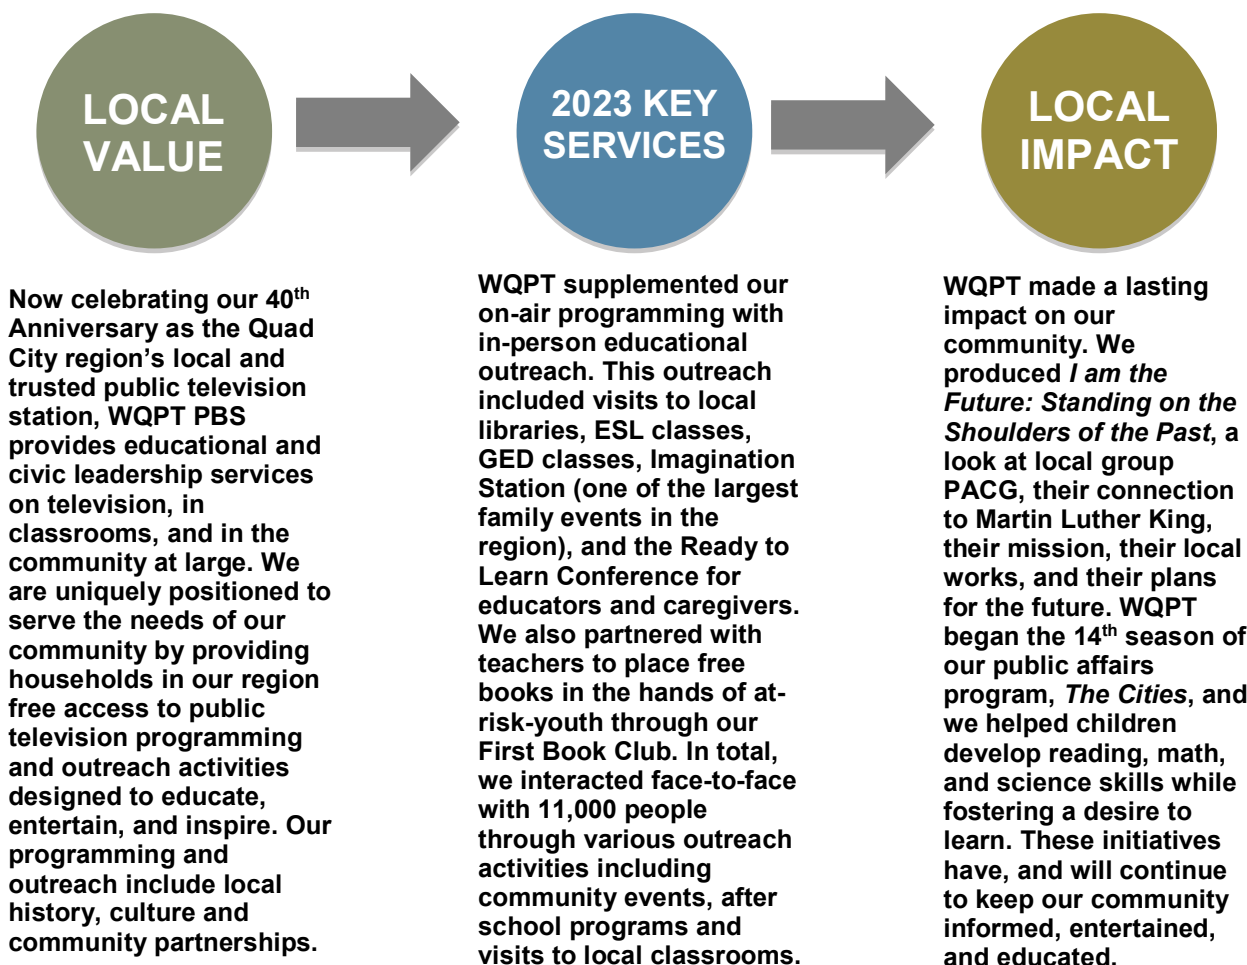 LOCAL
VALUE
2023 KEY
SERVICES
LOCAL
IMPACT
Now celebrating our 40th
Anniversary as the Quad
City region’s local and
trusted public television
station, WQPT PBS
provides educational and
civic leadership services
on television, in
classrooms, and in the
community at large. We
are uniquely positioned to
serve the needs of our
community by providing
households in our region
free access to public
television programming
and outreach activities
designed to educate,
entertain, and inspire. Our
programming and
outreach include local
history, culture and
community partnerships.
WQPT supplemented our
on-air programming with
in-person educational
outreach. This outreach
included visits to local
libraries, ESL classes,
GED classes, Imagination
Station (one of the largest
family events in the
region), and the Ready to
Learn Conference for
educators and caregivers.
We also partnered with
teachers to place free
books in the hands of at-
risk-youth through our
First Book Club. In total,
we interacted face-to-face
with 11,000 people
through various outreach
activities including
community events, after
school programs and
visits to local classrooms.
WQPT made a lasting
impact on our
community. We
produced I am the
Future: Standing on the
Shoulders of the Past, a
look at local group
PACG, their connection
to Martin Luther King,
their mission, their local
works, and their plans
for the future. WQPT
began the 14th season of
our public affairs
program, The Cities, and
we helped children
develop reading, math,
and science skills while
fostering a desire to
learn. These initiatives
have, and will continue
to keep our community
informed, entertained,
and educated.